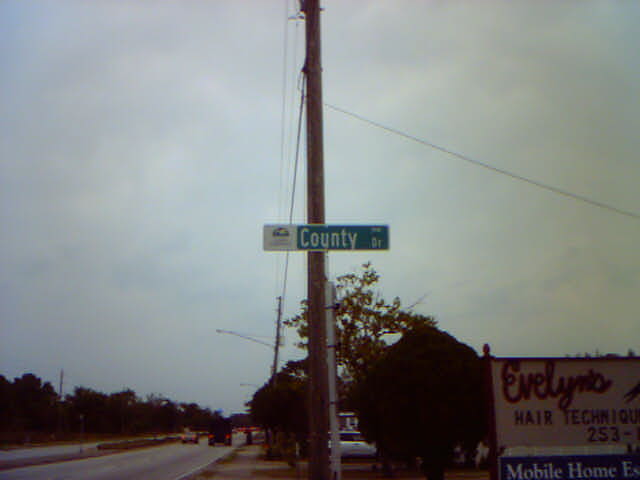 County Dr
Evelyn's
HAIR TECHNIQU
253-
Mobile Home Es